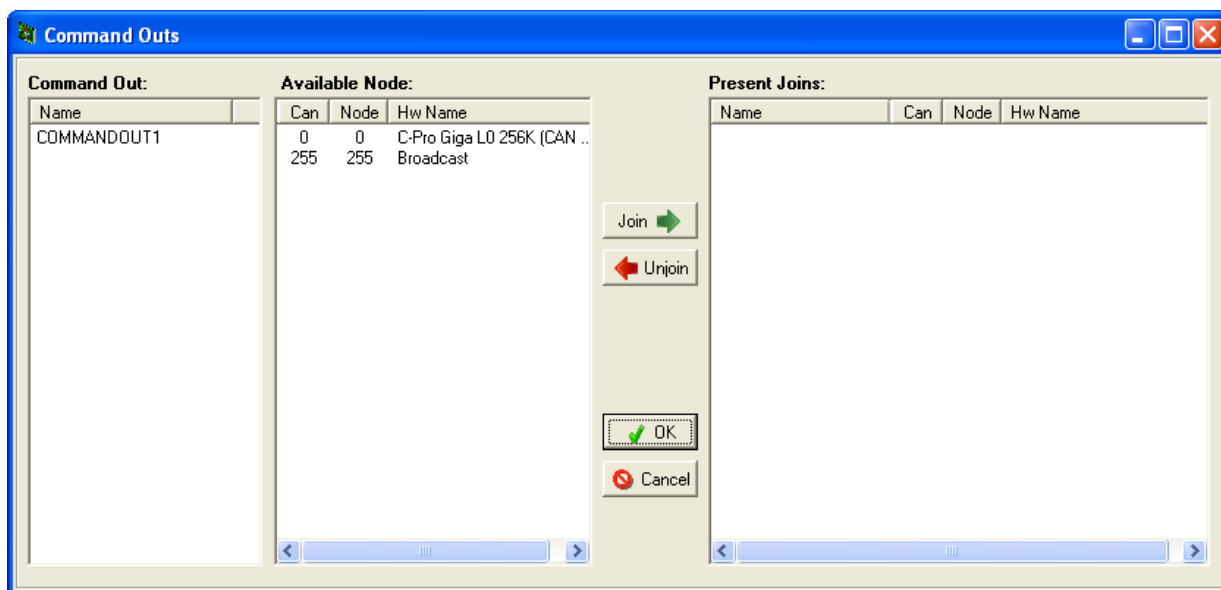 Command Outs
Command Out:
Name
COMMANDOUT1
Available Node:
Can Node Hw Name
0 0 C-Pro Giga L0 256K (CAN ...
255 255 Broadcast
Join
Unjoin
OK
Cancel
Present Joins:
Name Can Node Hw Name